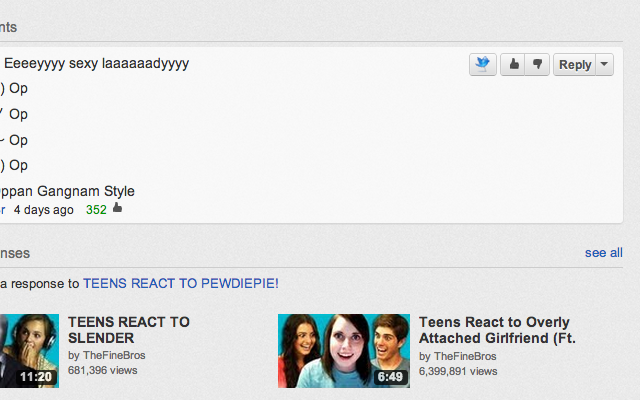 nts
Eeeeyyyy sexy laaaaaadyyyy
Reply
) Op
Op
~ Op
) Op
ppan Gangnam Style
r 4 days ago 352
nses
see all
a response to TEENS REACT TO PEWDIEPIE!
TEENS REACT TO
SLENDER
by TheFineBros
681,396 views
11:20
Teens React to Overly
Attached Girlfriend (Ft.
by TheFineBros
6,399,891 views
6:49